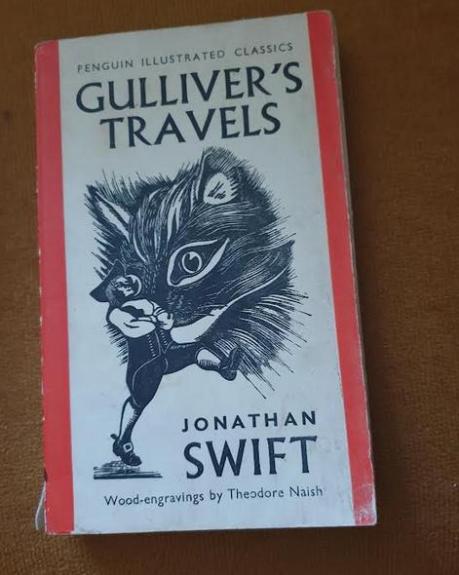 PENGUIN ILLUSTRATED CLASSICS
GULLIVER'S
TRAVELS
JONATHAN
SWIFT
Wood-engravings by Theodore Naish